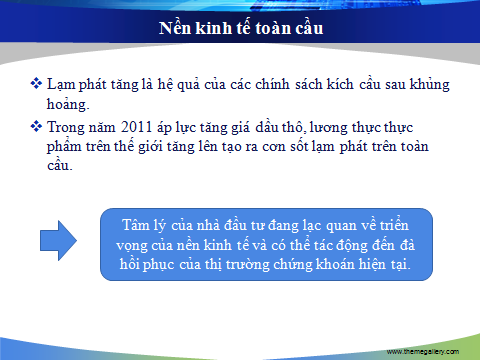 Nền kinh tế toàn cầu
❖ Lạm phát tăng là hệ quả của các chính sách kích cầu sau khủng
hoảng.
❖ Trong năm 2011 áp lực tăng giá dầu thô, lương thực thực
phẩm trên thế giới tăng lên tạo ra cơn sốt lạm phát trên toàn
cầu.
Tâm lý của nhà đầu tư đang lạc quan về triển
vọng của nền kinh tế và có thể tác động đến đà
hồi phục của thị trường chứng khoán hiện tại.
www.themegallery.com